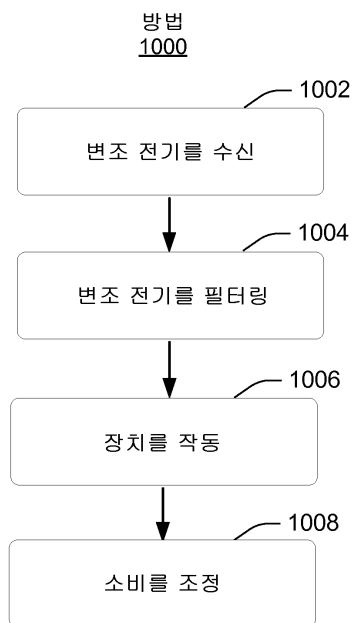 방법
1000
1002
변조 전기를 수신
1004
변조 전기를 필터링
1006
장치를 작동
1008
소비를 조정